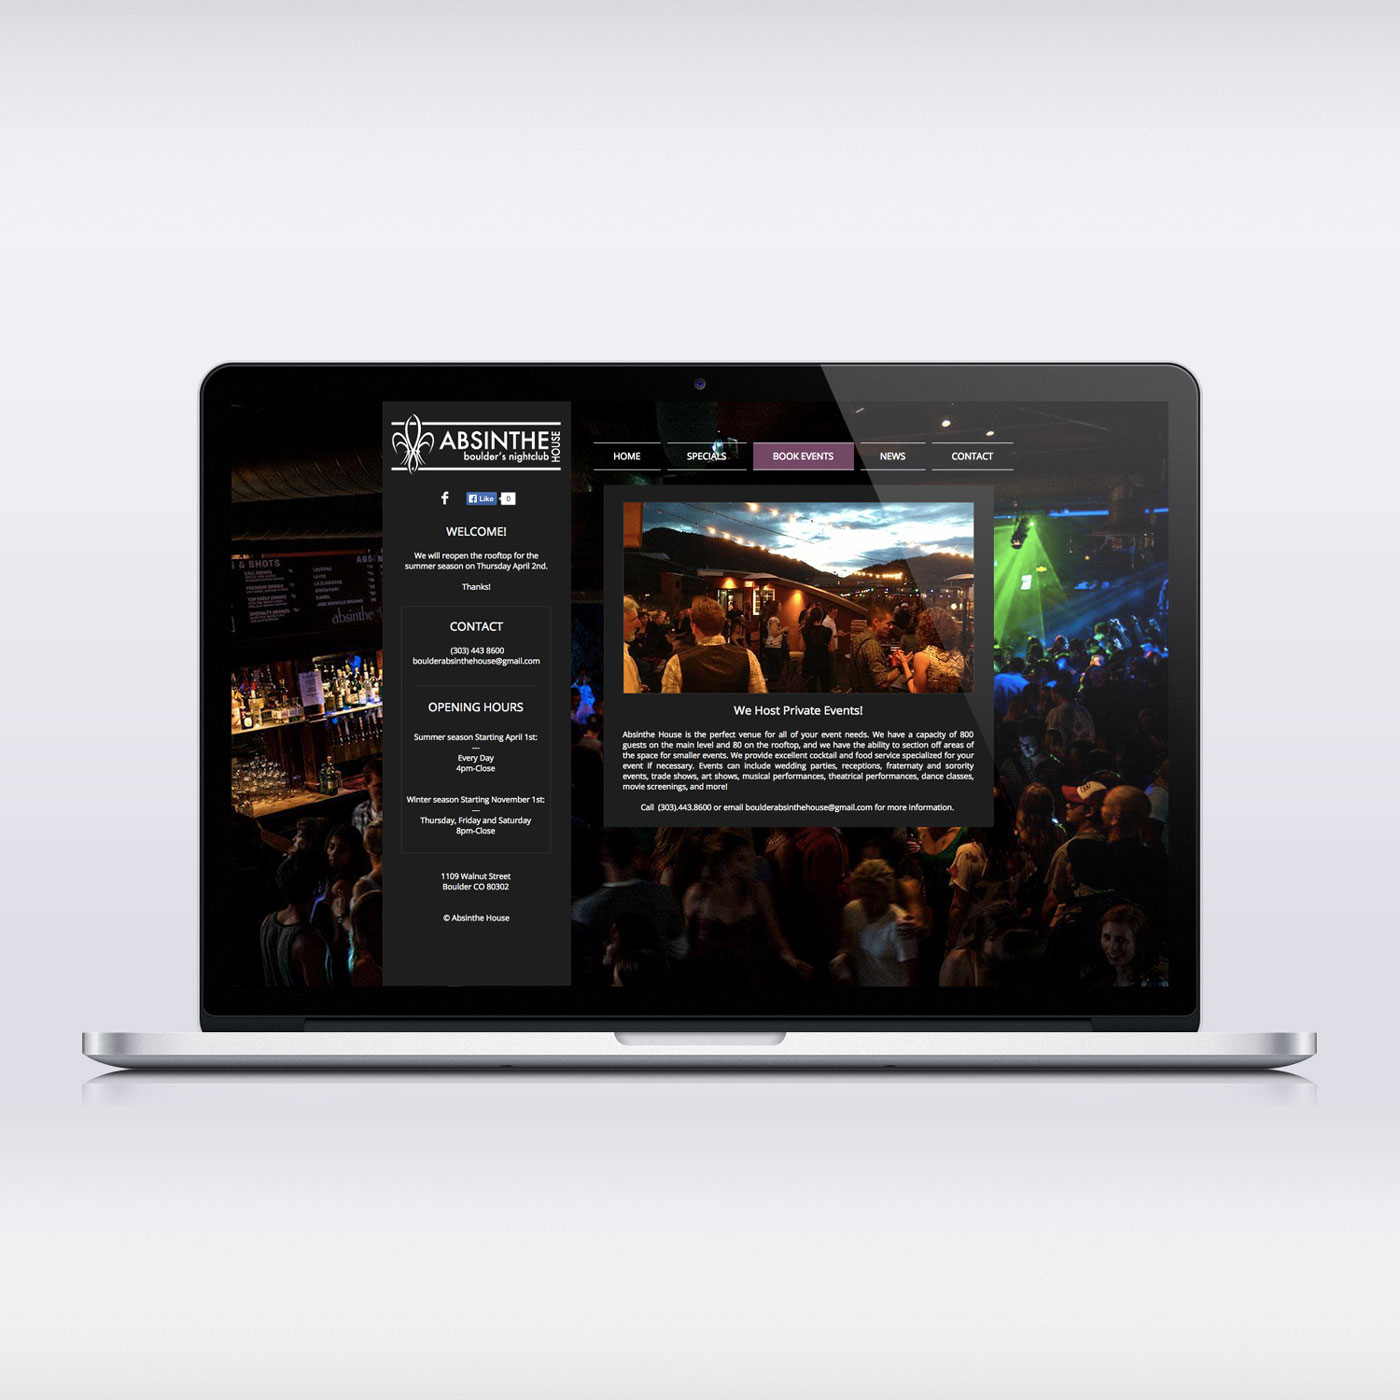 ABSINTHE
HOUSE
boulder's nightclub
f
Like 0
WELCOME!
We will reopen the rooftop for the
summer season on Thursday April 2nd.
Thanks!
CONTACT
(303) 443 8600
boulderabsinthehouse@gmail.com
OPENING HOURS
Summer season Starting April 1st:
---
Every Day
4pm-Close
Winter season Starting November 1st:
---
Thursday, Friday and Saturday
8pm-Close
1109 Walnut Street
Boulder CO 80302
© Absinthe House
HOME
SPECIALS
BOOK EVENTS
NEWS
CONTACT
We Host Private Events!
Absinthe House is the perfect venue for all of your event needs. We have a capacity of 800
guests on the main level and 80 on the rooftop, and we have the ability to section off areas of
the space for smaller events. We provide excellent cocktail and food service specialized for your
event if necessary. Events can include wedding parties, receptions, fraternaty and sorority
events, trade shows, art shows, musical performances, theatrical performances, dance classes,
movie screenings, and more!
Call (303).443.8600 or email boulderabsinthehouse@gmail.com for more information.
& SHOTS
absinthe